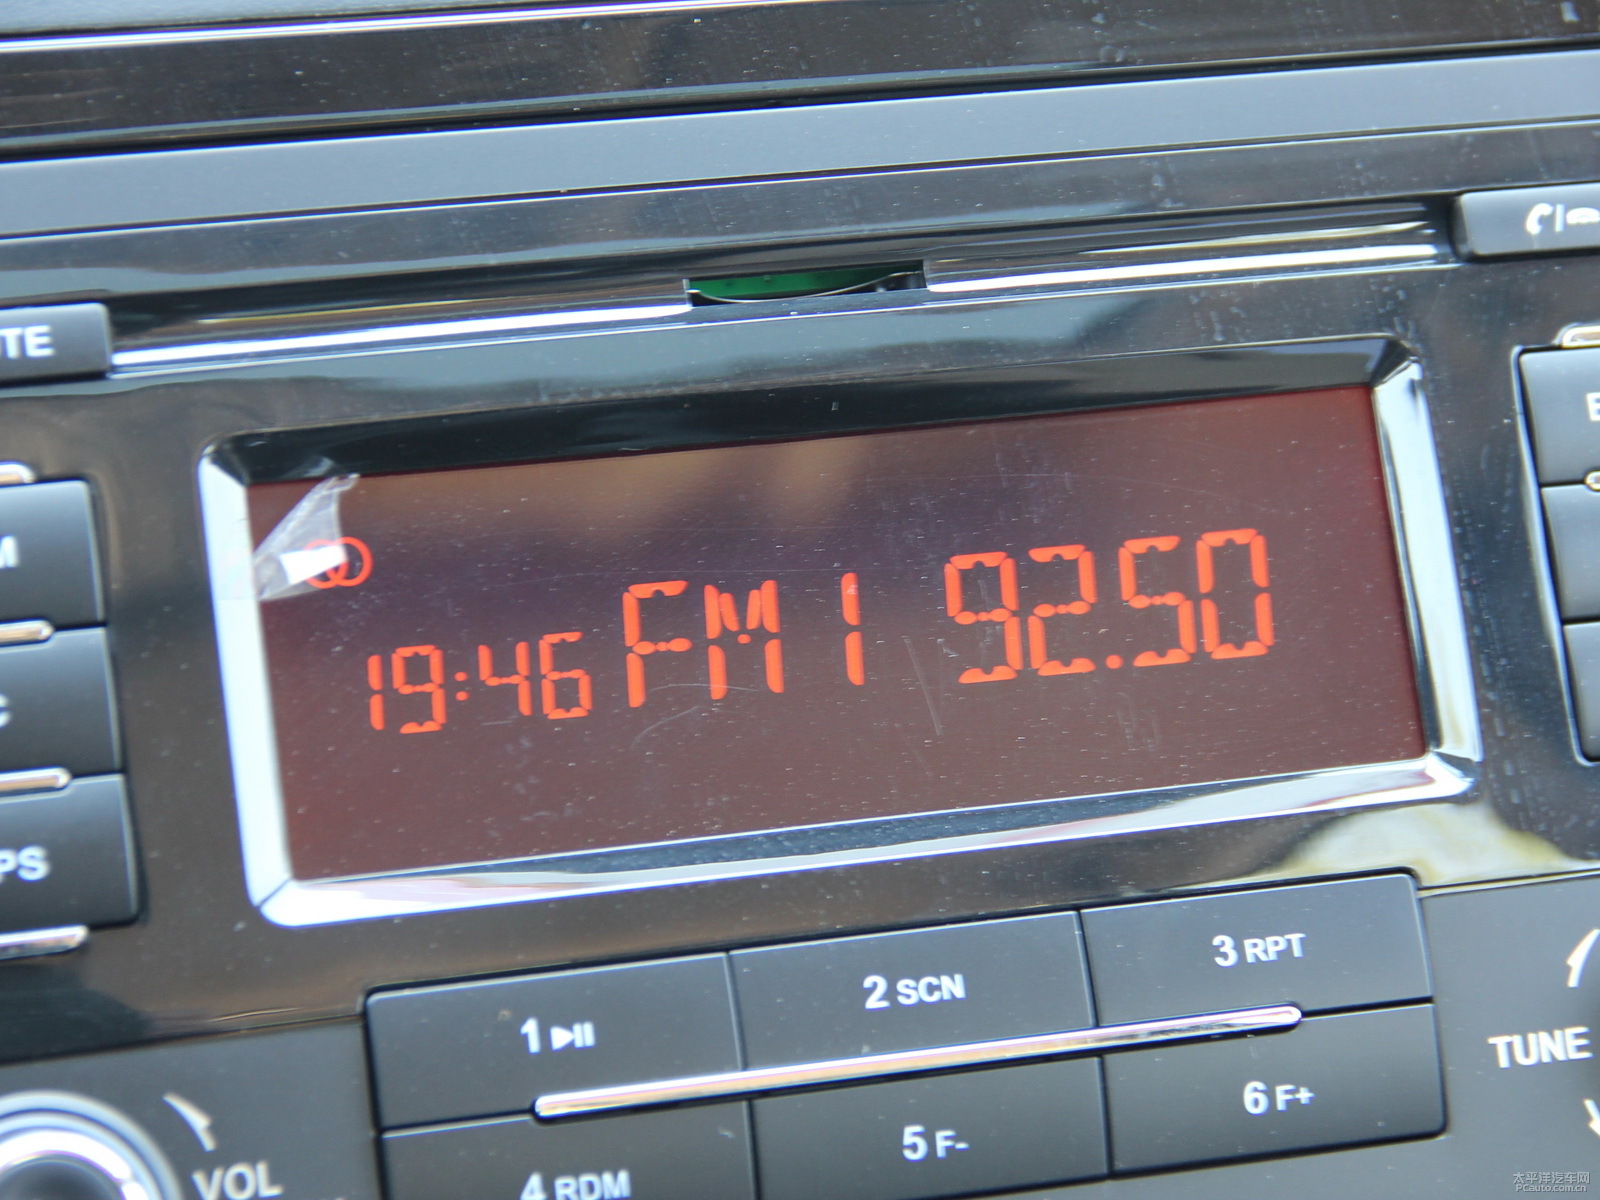 UTE
19:46 FM1 92.50
M
C
PS
1
2 SCN
3 RPT
4 RDM
5 F-
6 F+
VOL
TUNE
太平洋汽车网
PCauto.com.cn